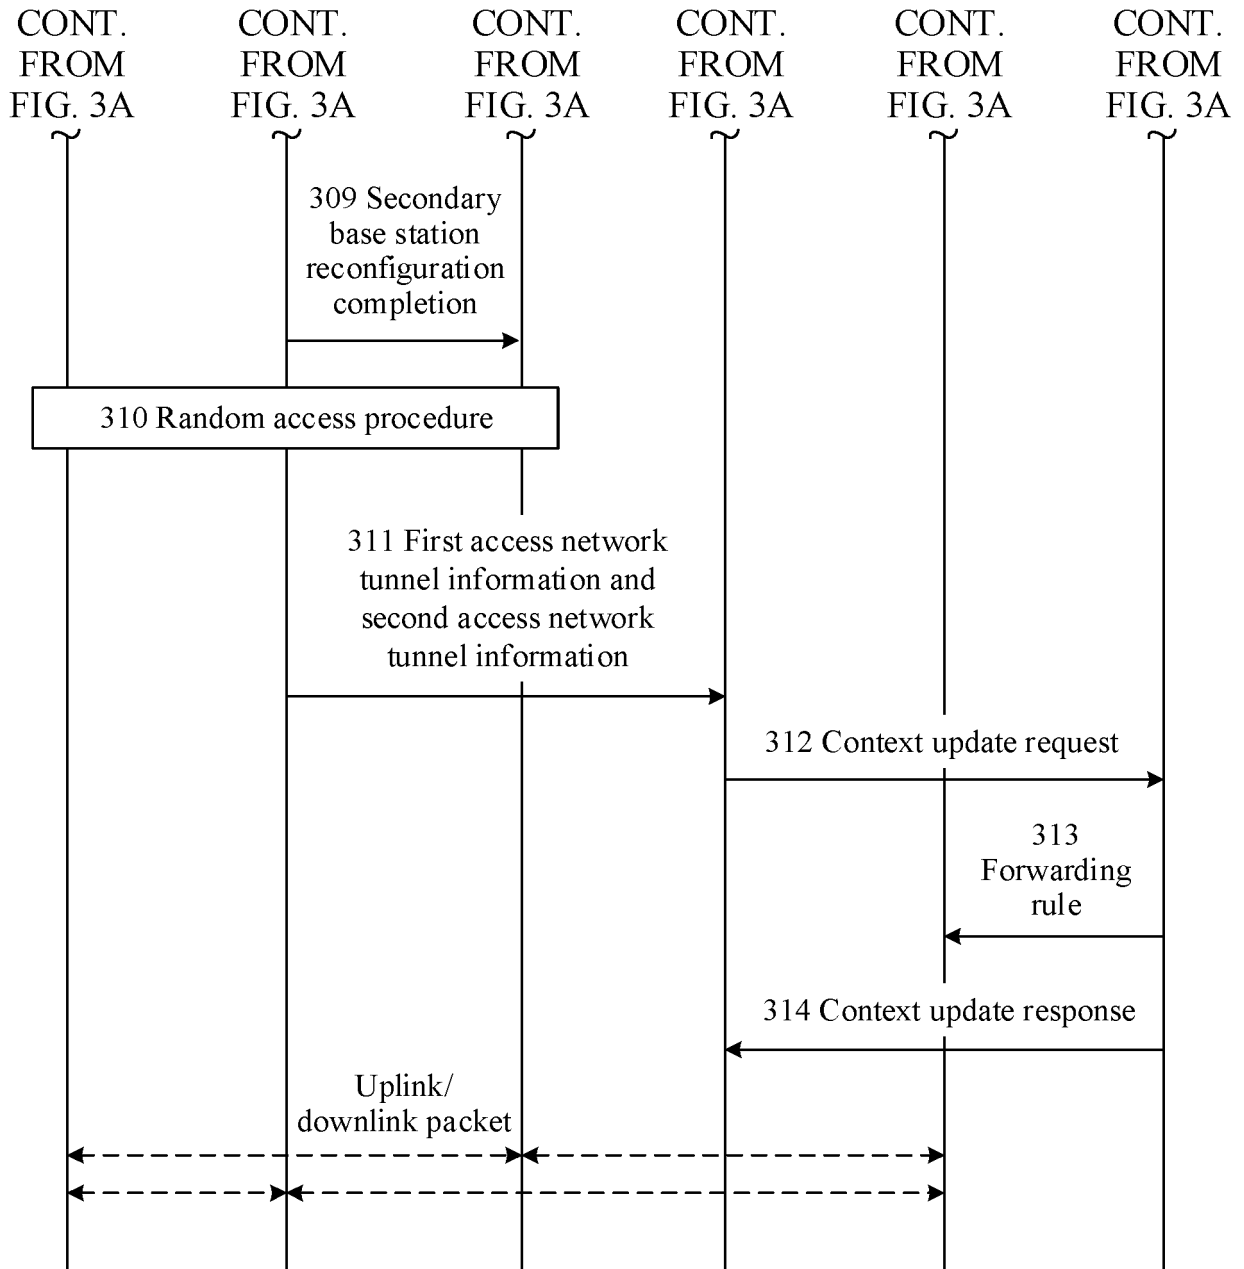 CONT. FROM FIG. 3A
CONT. FROM FIG. 3A
CONT. FROM FIG. 3A
CONT. FROM FIG. 3A
CONT. FROM FIG. 3A
CONT. FROM FIG. 3A
309 Secondary
base station
reconfiguration
completion
310 Random access procedure
311 First access network
tunnel information and
second access network
tunnel information
312 Context update request
313
Forwarding
rule
314 Context update response
Uplink/
downlink packet